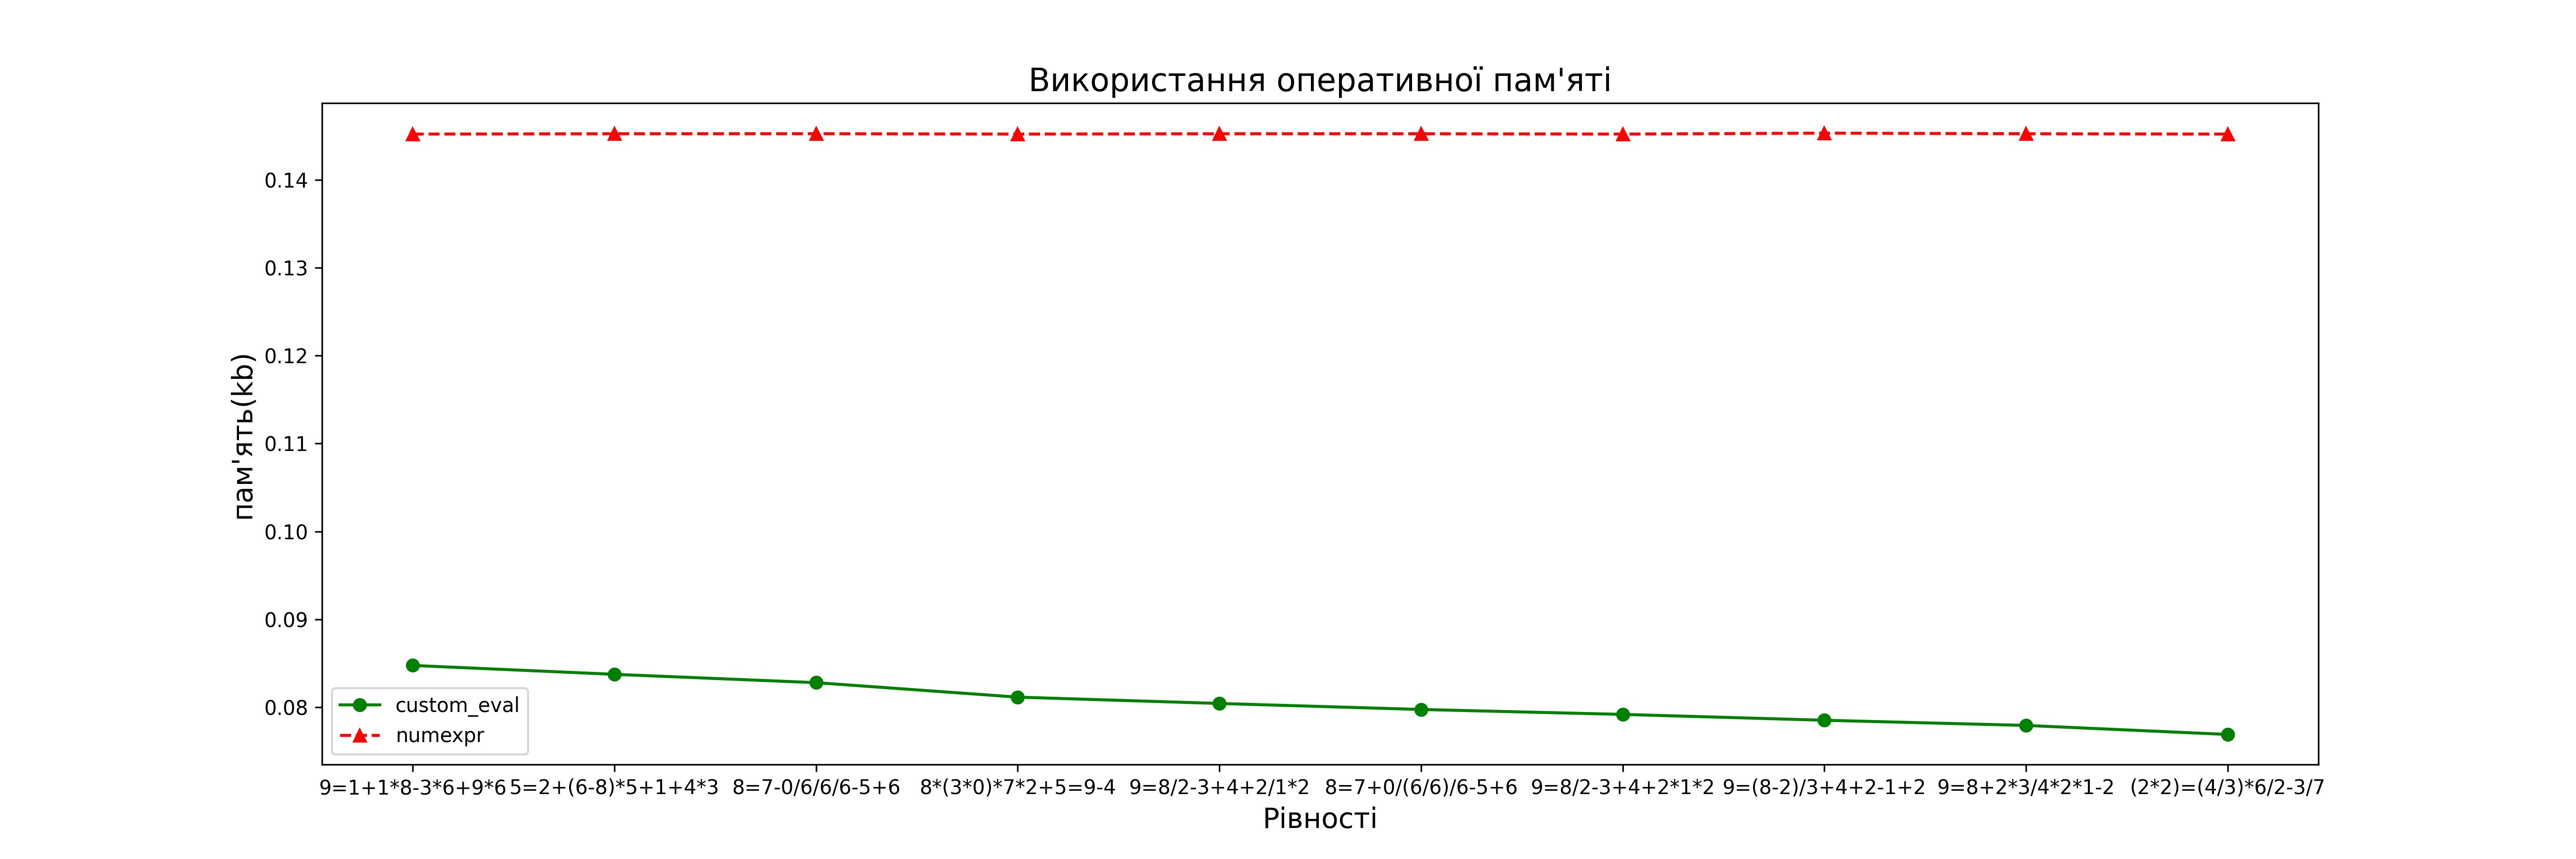 Використання оперативної пам'яті
0.14
0.13
0.12
0.11
0.10
0.09
0.08
пам'ять(kb)
custom_eval
numexpr
9=1+1*8-3*6+9*6 5=2+(6-8)*5+1+4*3 8=7-0/6/6/6-5+6 8*(3*0)*7*2+5=9-4 9=8/2-3+4+2/1*2 8=7+0/(6/6)/6-5+6 9=8/2-3+4+2*1*2 9=(8-2)/3+4+2-1+2 9=8+2*3/4*2*1-2 (2*2)=(4/3)*6/2-3/7
Рівності